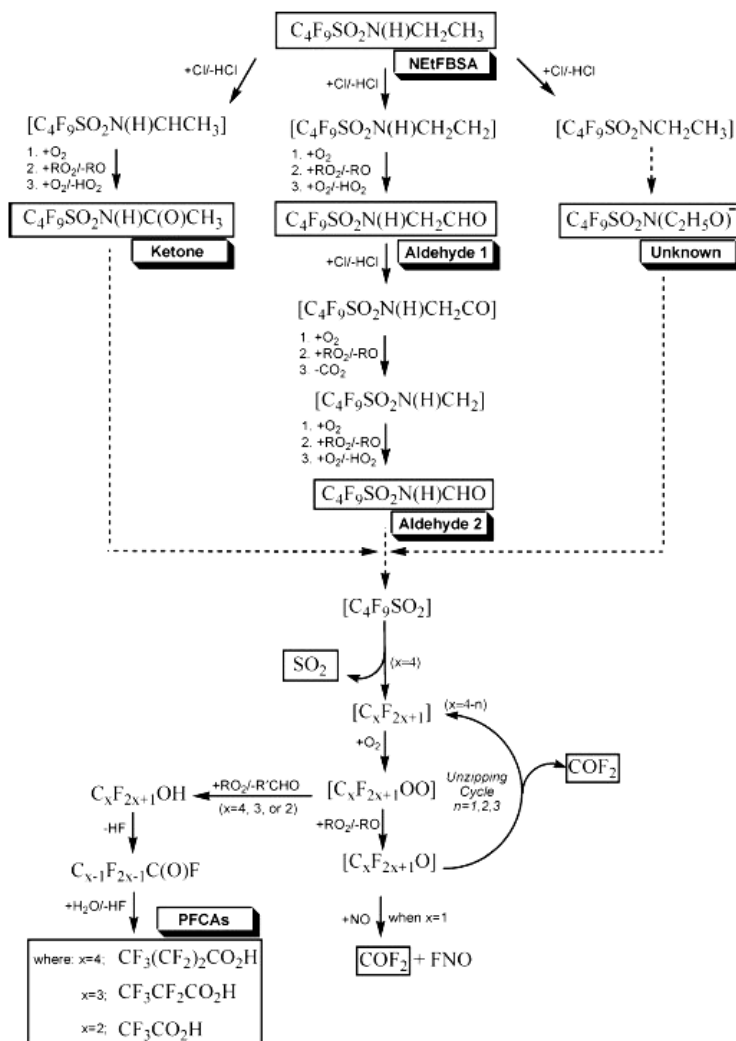 C₄F₉SO₂N(H)CH₂CH₃
NEtFBSA
+Cl/-HCl
+Cl/-HCl
+Cl/-HCl
[C₄F₉SO₂N(H)CHCH₃]
[C₄F₉SO₂N(H)CH₂CH₂]
[C₄F₉SO₂NCH₂CH₃]
1. +O₂
2. +RO₂/-RO
3. +O₂/-HO₂
1. +O₂
2. +RO₂/-RO
3. +O₂/-HO₂
C₄F₉SO₂N(H)C(O)CH₃
Ketone
C₄F₉SO₂N(H)CH₂CHO
Aldehyde 1
C₄F₉SO₂N(C₂H₅O)⁻
Unknown
+Cl/-HCl
[C₄F₉SO₂N(H)CH₂CO]
1. +O₂
2. +RO₂/-RO
3. -CO₂
[C₄F₉SO₂N(H)CH₂]
1. +O₂
2. +RO₂/-RO
3. +O₂/-HO₂
C₄F₉SO₂N(H)CHO
Aldehyde 2
[C₄F₉SO₂]
SO₂
(x=4)
[CₓF₂ₓ₊₁]
(x=4-n)
+O₂
COF₂
Unzipping
Cycle
n=1,2,3
CₓF₂ₓ₊₁OH
+RO₂/-R'CHO
(x=4, 3, or 2)
[CₓF₂ₓ₊₁OO]
-HF
+RO₂/-RO
Cₓ₋₁F₂ₓ₋₁C(O)F
[CₓF₂ₓ₊₁O]
+H₂O/-HF
PFCAs
+NO
when x=1
where: x=4; CF₃(CF₂)₂CO₂H
x=3; CF₃CF₂CO₂H
x=2; CF₃CO₂H
COF₂ + FNO